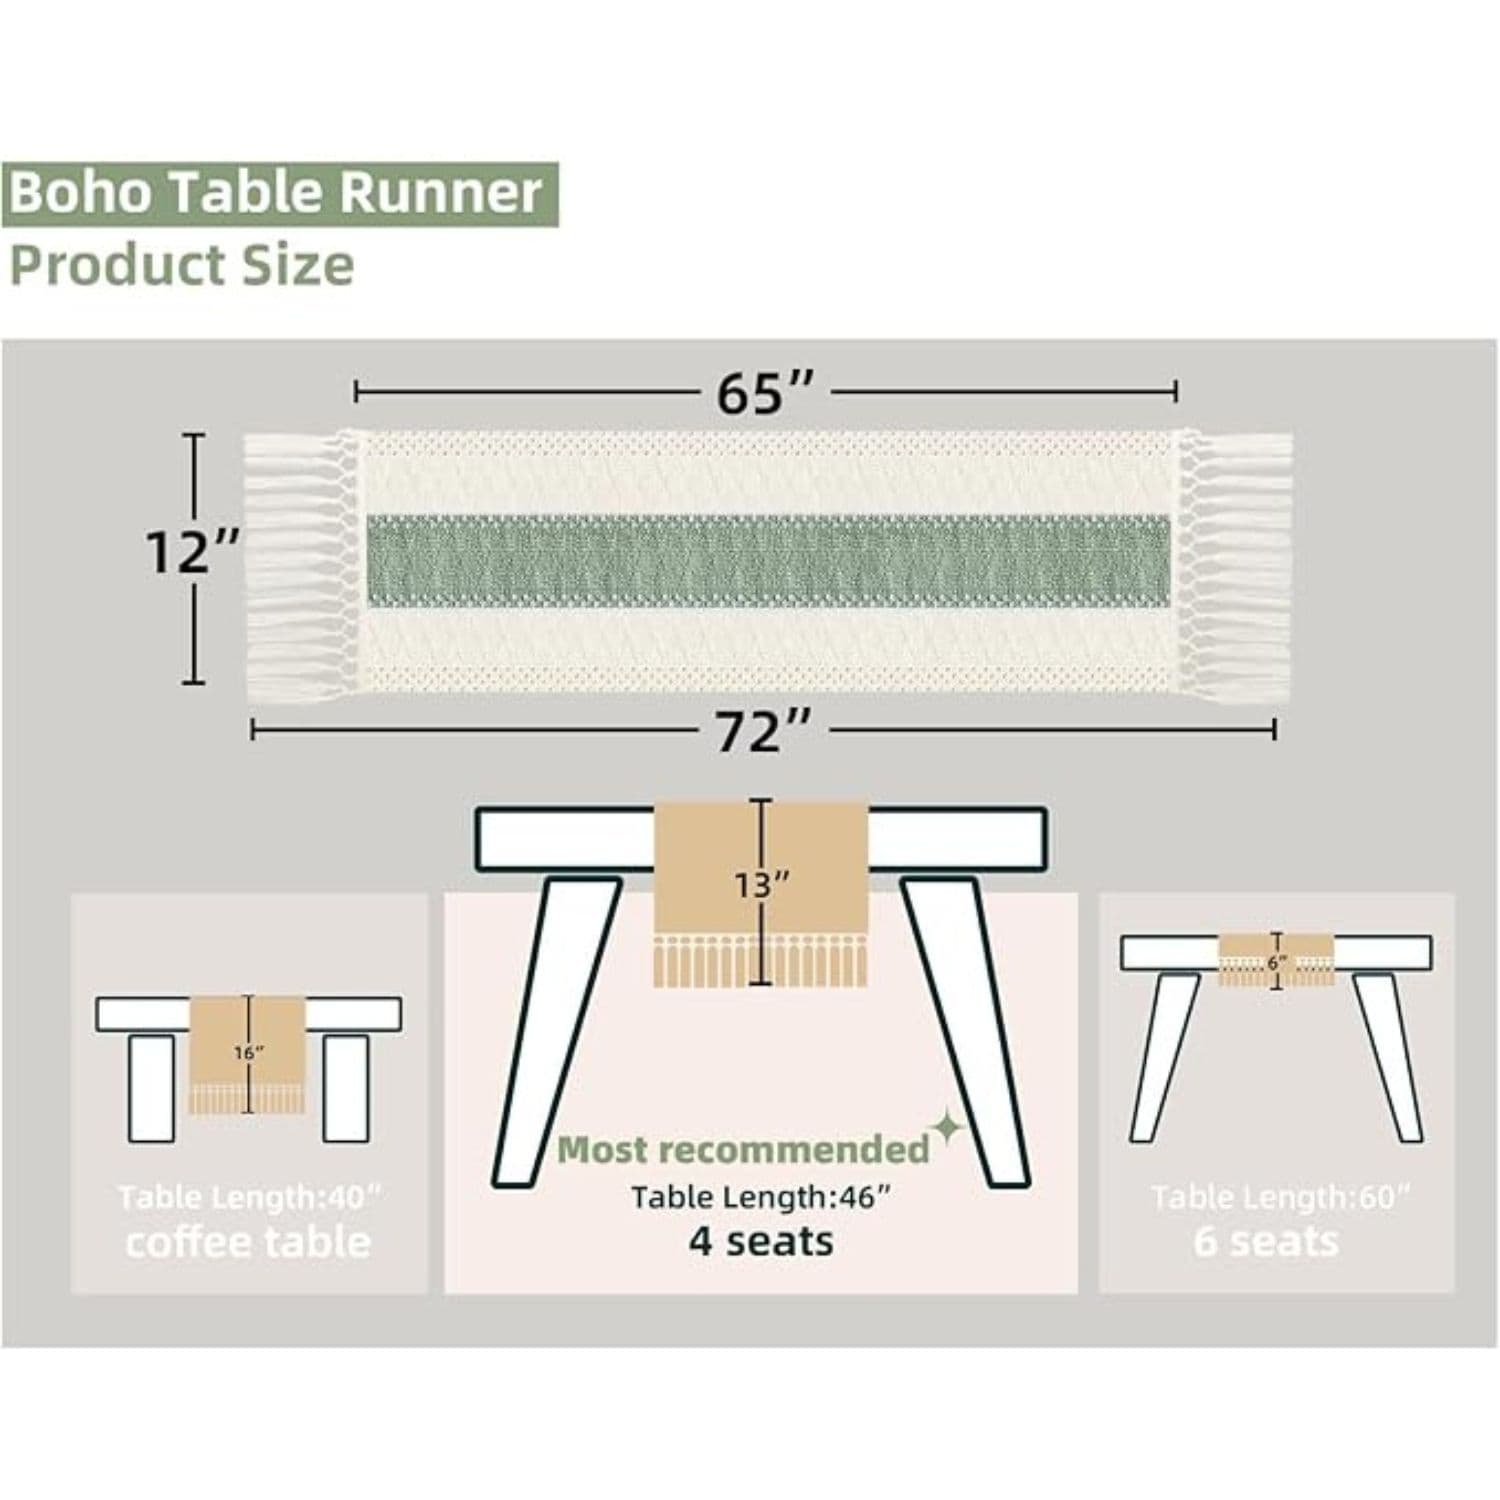 Boho Table Runner
Product Size
65”
12”
72”
13”
16”
6”
Table Length:40”
coffee table
Most recommended
Table Length:46”
4 seats
Table Length:60”
6 seats